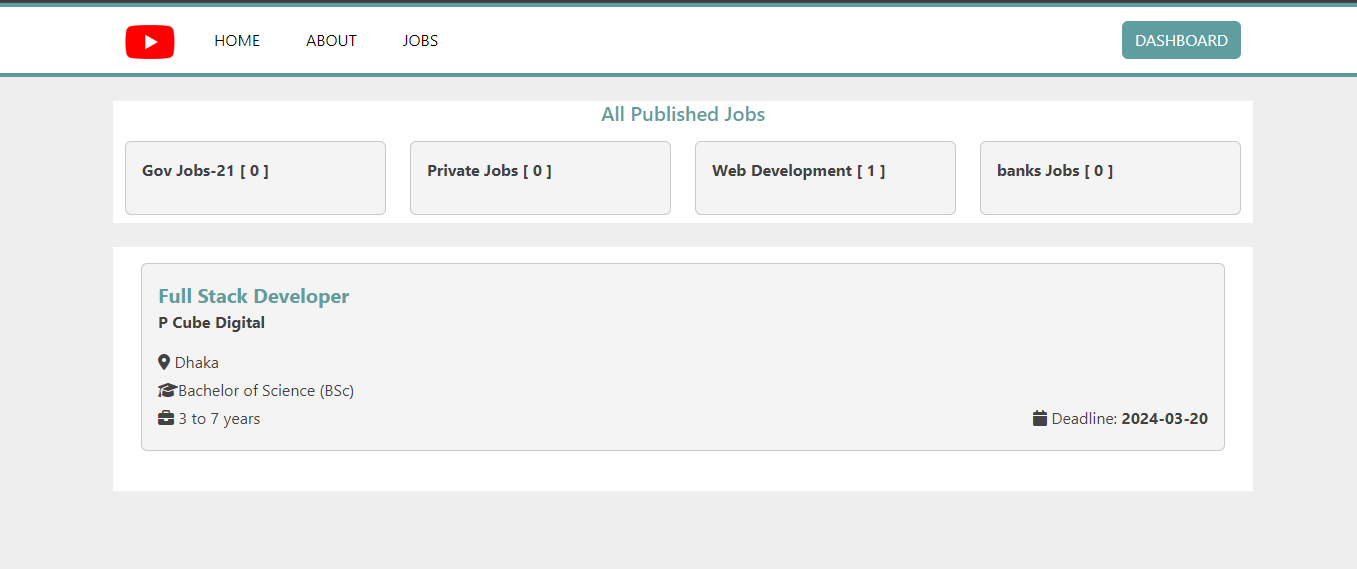 HOME ABOUT JOBS DASHBOARD
All Published Jobs
Gov Jobs-21 [ 0 ] Private Jobs [ 0 ] Web Development [ 1 ] banks Jobs [ 0 ]
Full Stack Developer
P Cube Digital
Dhaka
Bachelor of Science (BSc)
3 to 7 years Deadline: 2024-03-20